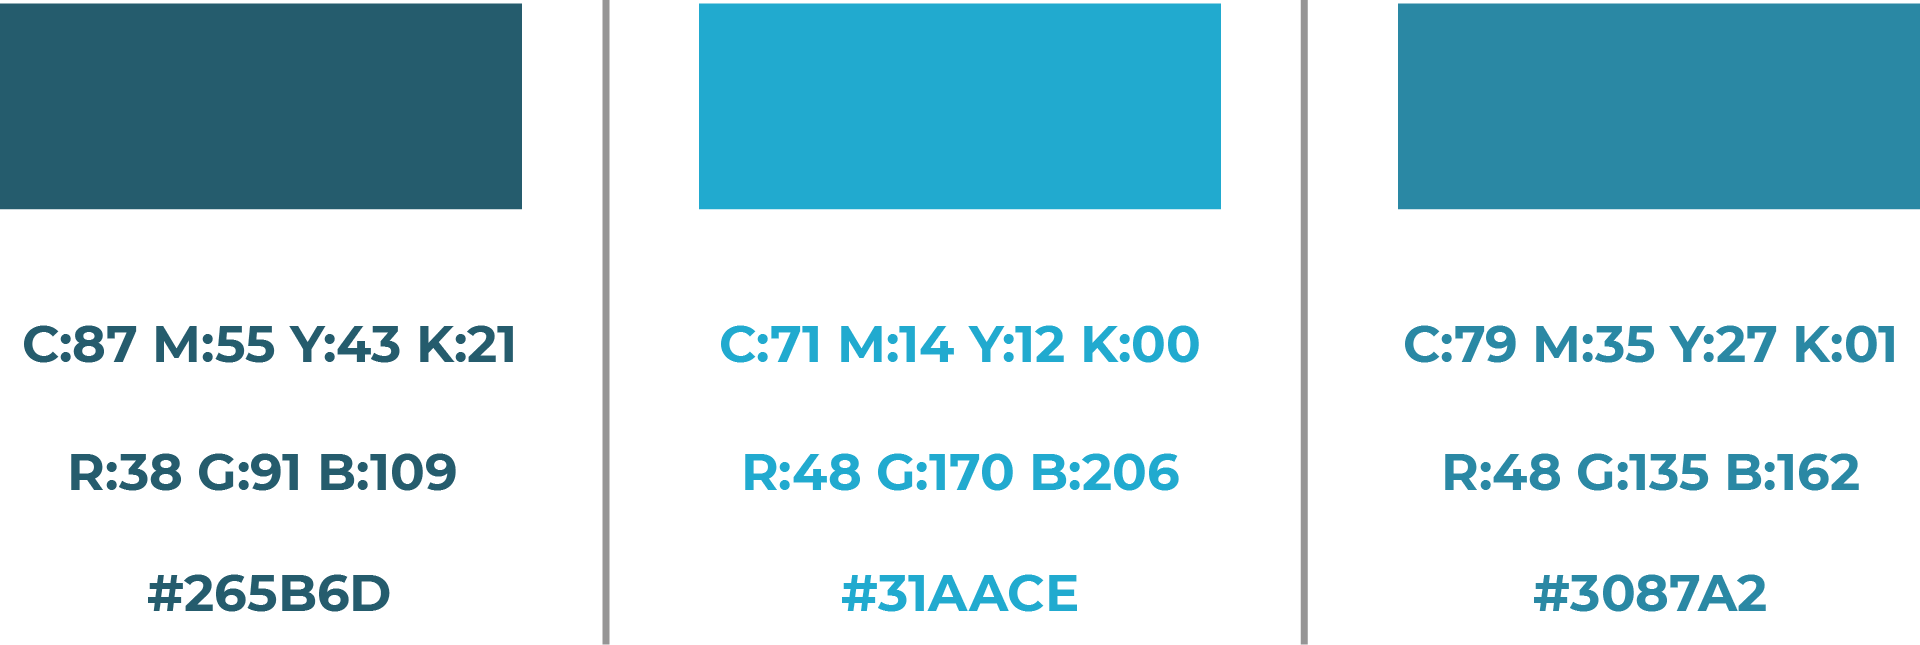 C:87 M:55 Y:43 K:21
R:38 G:91 B:109
#265B6D
C:71 M:14 Y:12 K:00
R:48 G:170 B:206
#31AACE
C:79 M:35 Y:27 K:01
R:48 G:135 B:162
#3087A2